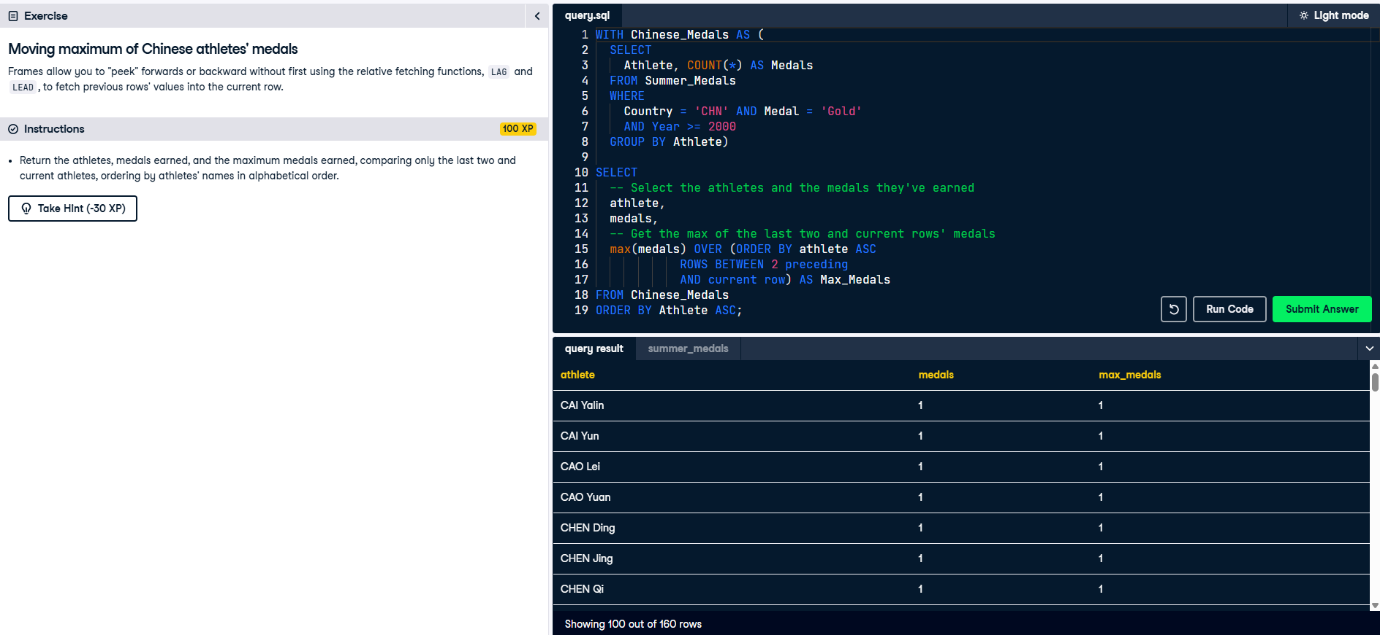 Exercise
Moving maximum of Chinese athletes' medals
Frames allow you to "peek" forwards or backward without first using the relative fetching functions, LAG and
LEAD, to fetch previous rows' values into the current row.
Instructions
100 XP
• Return the athletes, medals earned, and the maximum medals earned, comparing only the last two and
current athletes, ordering by athletes' names in alphabetical order.
Take Hint (-30 XP)
query.sql
Light mode
1 WITH Chinese_Medals AS (
2 SELECT
3 Athlete, COUNT(*) AS Medals
4 FROM Summer_Medals
5 WHERE
6 Country = 'CHN' AND Medal = 'Gold'
7 AND Year >= 2000
8 GROUP BY Athlete)
9
10 SELECT
11 -- Select the athletes and the medals they've earned
12 athlete,
13 medals,
14 -- Get the max of the last two and current rows' medals
15 max(medals) OVER (ORDER BY athlete ASC
16 ROWS BETWEEN 2 preceding
17 AND current row) AS Max_Medals
18 FROM Chinese_Medals
19 ORDER BY Athlete ASC;
Run Code
Submit Answer
query result summer_medals
athlete medals max_medals
CAI Yalin 1 1
CAI Yun 1 1
CAO Lei 1 1
CAO Yuan 1 1
CHEN Ding 1 1
CHEN Jing 1 1
CHEN Qi 1 1
Showing 100 out of 160 rows